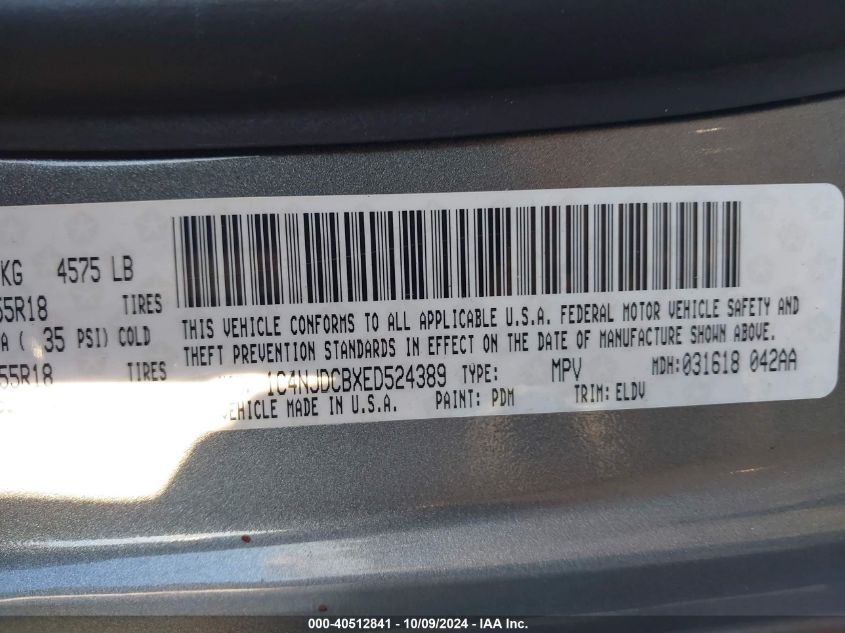 KG 4575 LB
55R18 TIRES
A ( 35 PSI) COLD
55R18 TIRES
THIS VEHICLE CONFORMS TO ALL APPLICABLE U.S.A. FEDERAL MOTOR VEHICLE SAFETY AND
THEFT PREVENTION STANDARDS IN EFFECT ON THE DATE OF MANUFACTURE SHOWN ABOVE.
1C4NJDCBXED524389 TYPE: MPV MDH:031618 042AA
VEHICLE MADE IN U.S.A. PAINT: PDM TRIM: ELDV
000-40512841 - 10/09/2024 - IAA Inc.